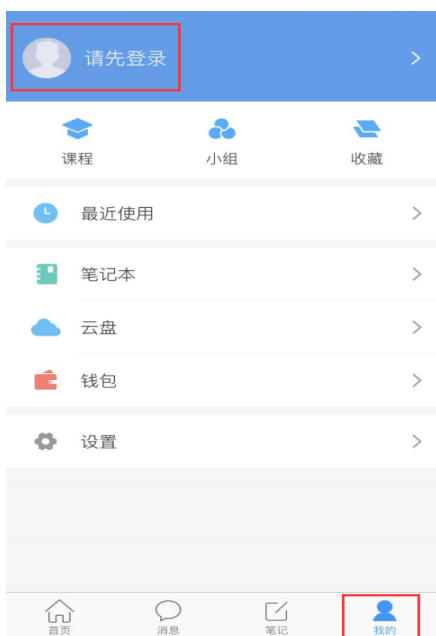 请先登录
课程 小组 收藏
最近使用
笔记本
云盘
钱包
设置
首页 消息 笔记 我的